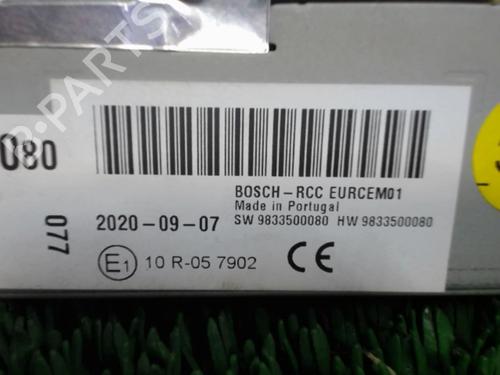 080
077
BOSCH-RCC EURCEM01
Made in Portugal
2020-09-07
SW 9833500080 HW 9833500080
E1 10 R-05 7902
CE
B-PARTS